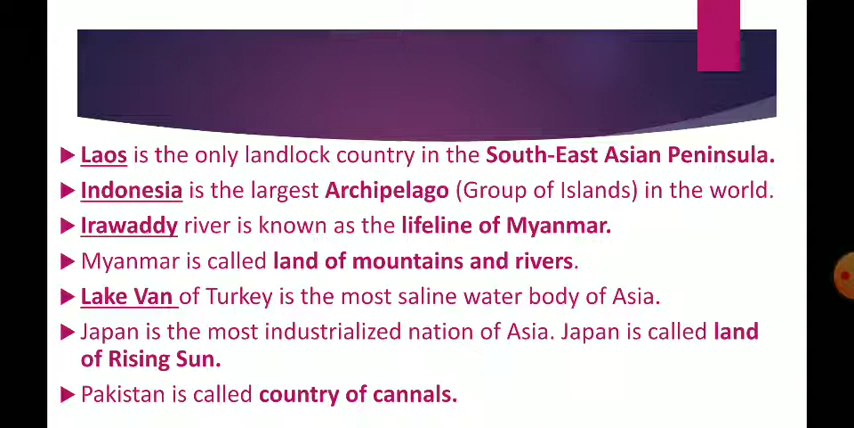 Laos is the only landlock country in the South-East Asian Peninsula.
Indonesia is the largest Archipelago (Group of Islands) in the world.
Irawaddy river is known as the lifeline of Myanmar.
Myanmar is called land of mountains and rivers.
Lake Van of Turkey is the most saline water body of Asia.
Japan is the most industrialized nation of Asia. Japan is called land
of Rising Sun.
Pakistan is called country of cannals.